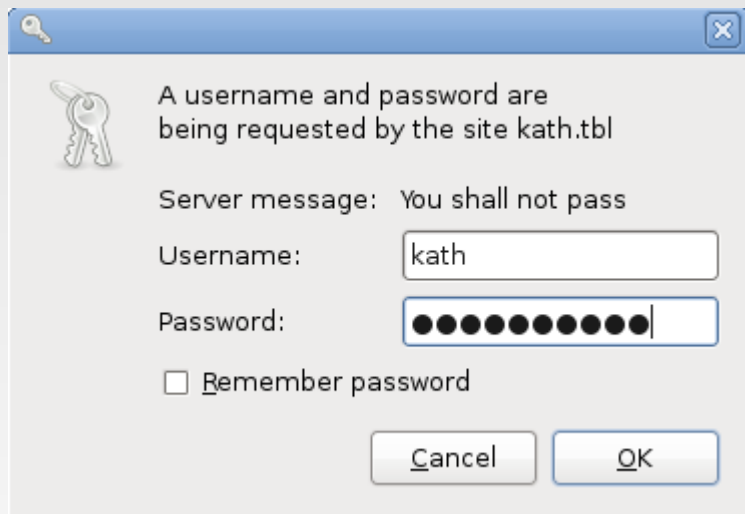 A username and password are
being requested by the site kath.tbl
Server message: You shall not pass
Username: kath
Password: ●●●●●●●●●●
Remember password
Cancel OK